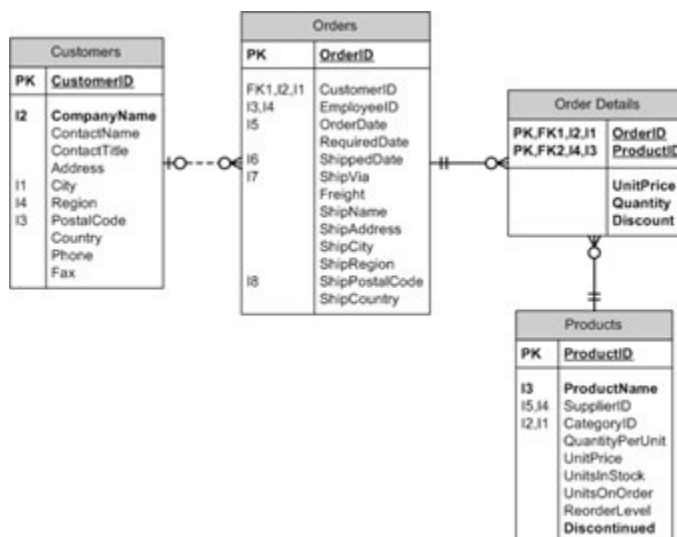 Customers
PK CustomerID
I2 CompanyName
ContactName
ContactTitle
Address
I1 City
I4 Region
I3 PostalCode
Country
Phone
Fax
Orders
PK OrderID
FK1,I2,I1 CustomerID
I3,I4 EmployeeID
I5 OrderDate
RequiredDate
I6 ShippedDate
I7 ShipVia
Freight
ShipName
ShipAddress
ShipCity
ShipRegion
I8 ShipPostalCode
ShipCountry
Order Details
PK,FK1,I2,I1 OrderID
PK,FK2,I4,I3 ProductID
UnitPrice
Quantity
Discount
Products
PK ProductID
I3 ProductName
I5,I4 SupplierID
I2,I1 CategoryID
QuantityPerUnit
UnitPrice
UnitsInStock
UnitsOnOrder
ReorderLevel
Discontinued